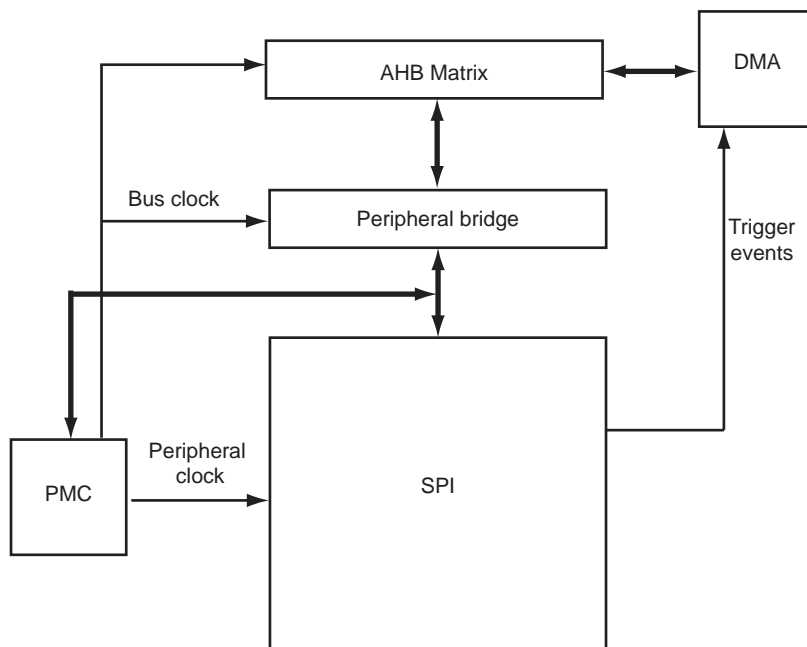 AHB Matrix
DMA
Bus clock
Peripheral bridge
Trigger
events
Peripheral
clock
PMC
SPI